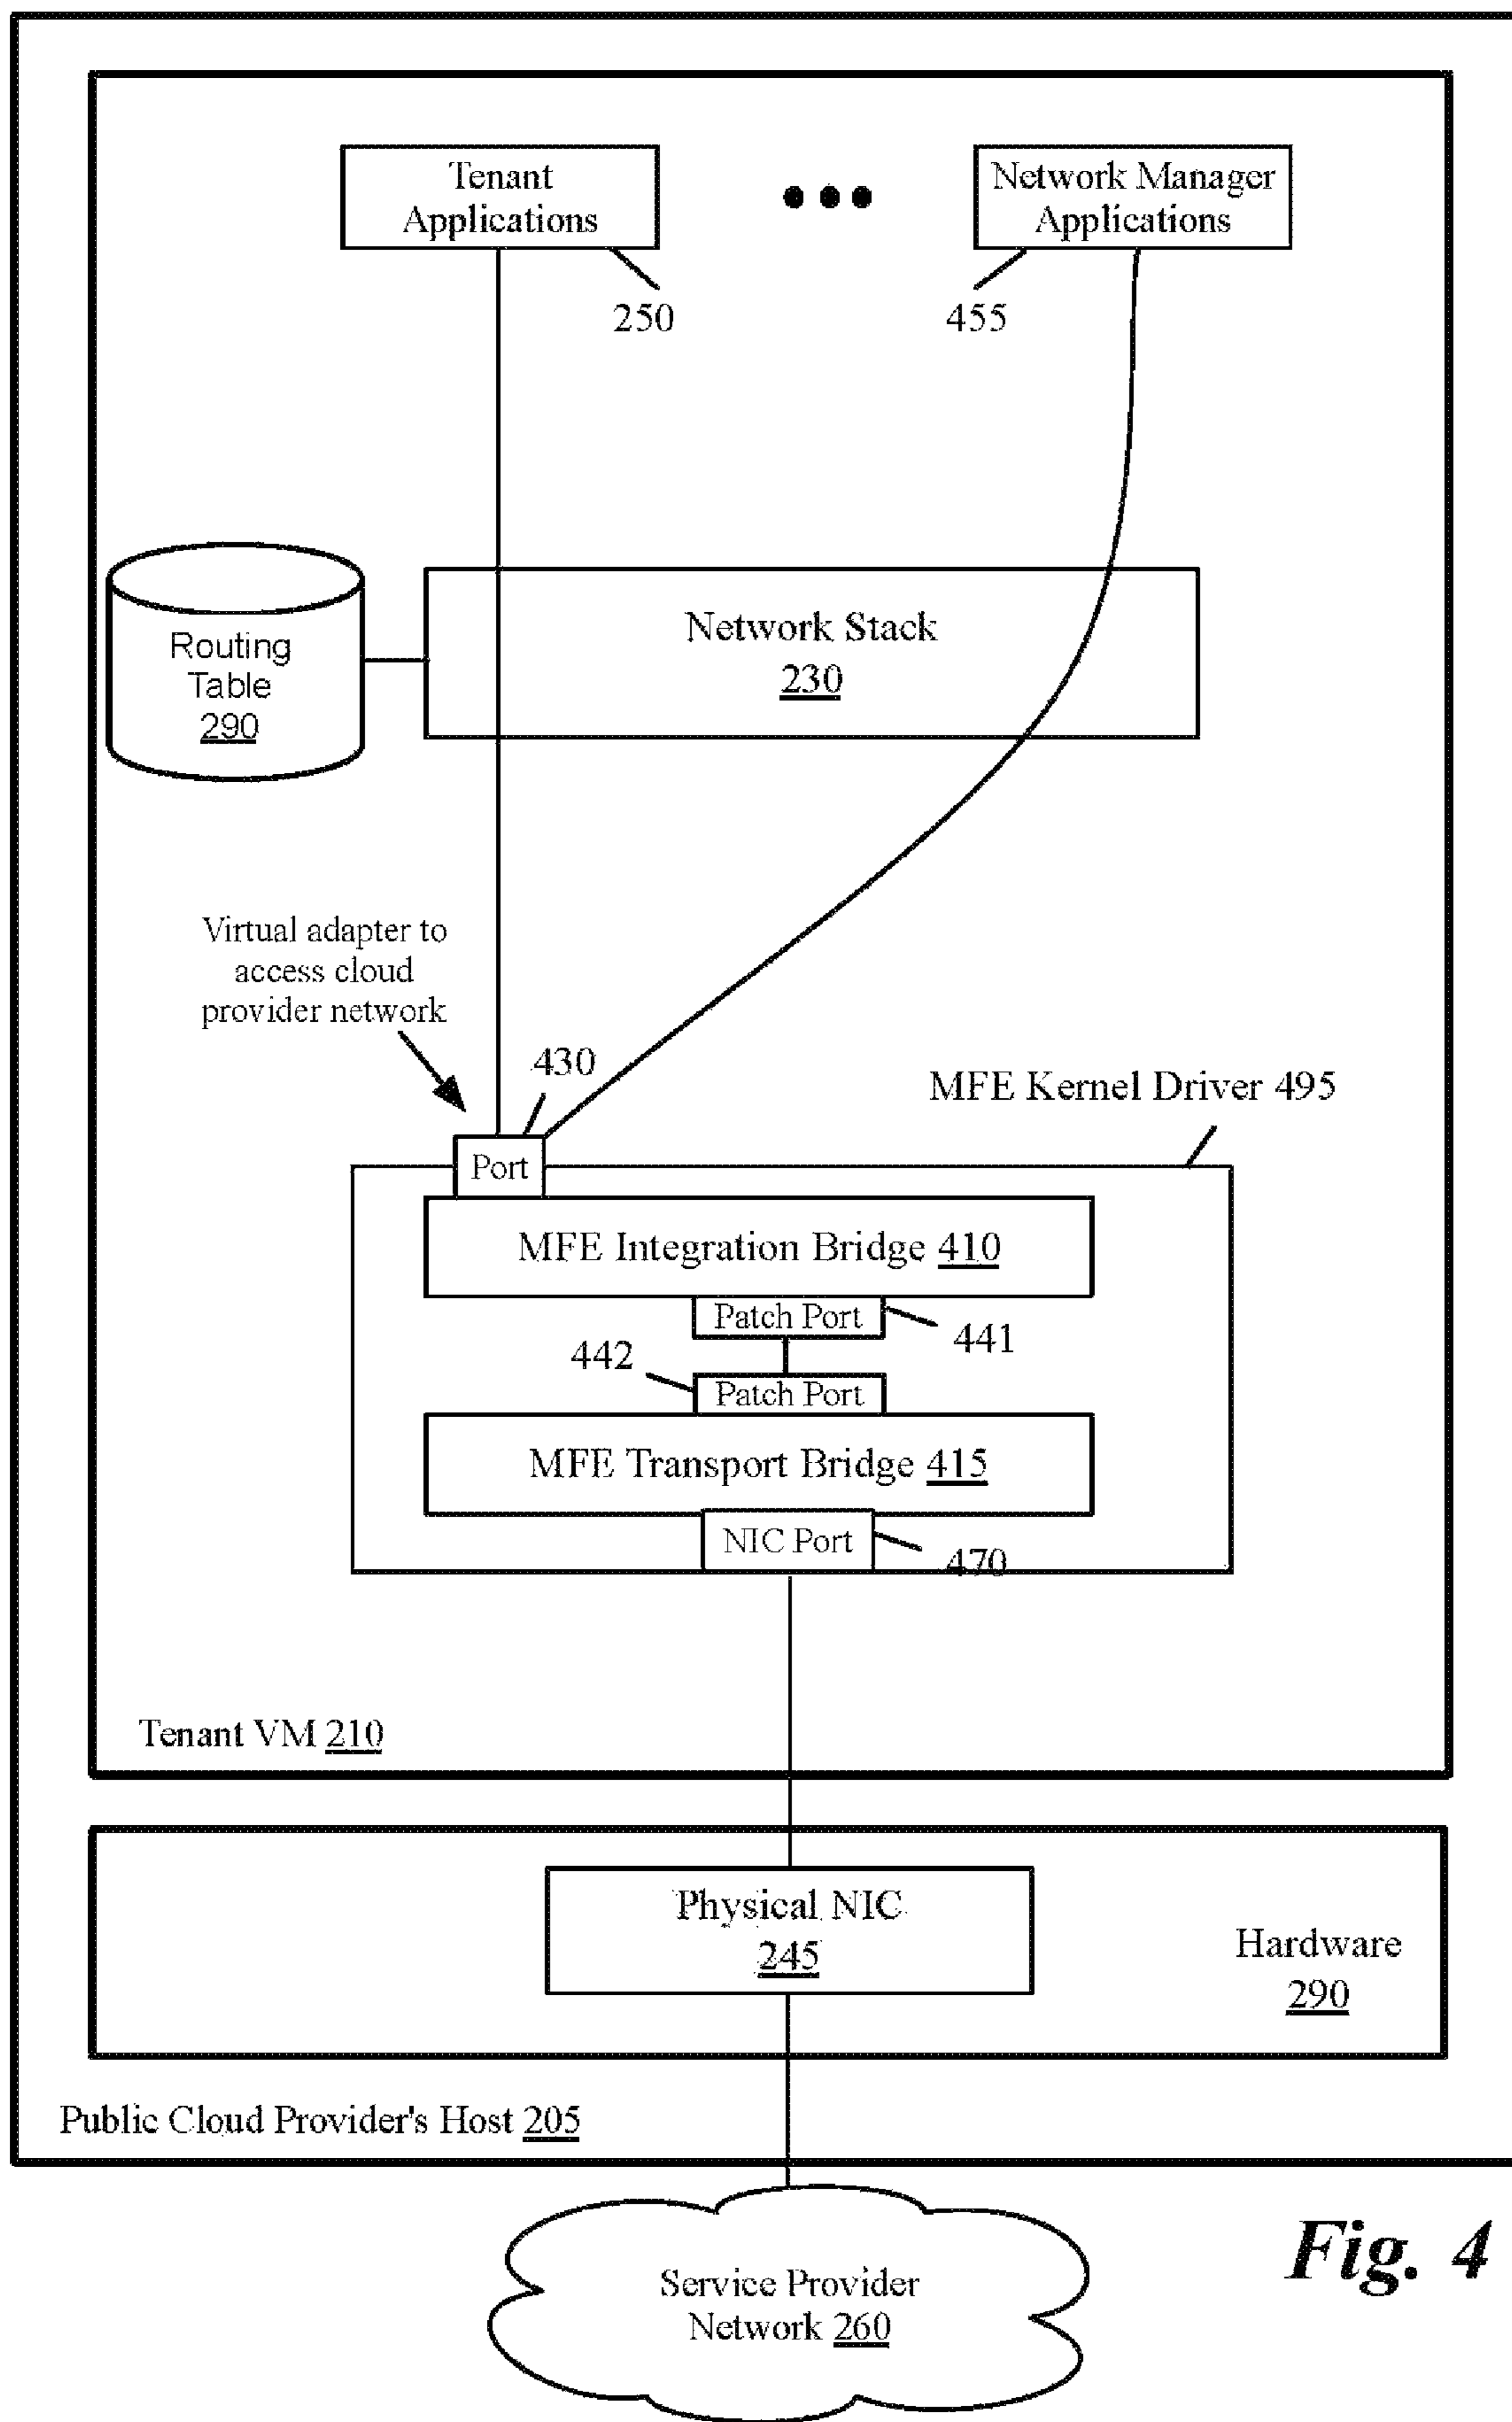 Tenant
Applications
250
Network Manager
Applications
455
Routing
Table
290
Network Stack
230
Virtual adapter to
access cloud
provider network
430
MFE Kernel Driver 495
Port
MFE Integration Bridge 410
Patch Port
441
442
Patch Port
MFE Transport Bridge 415
NIC Port
470
Tenant VM 210
Physical NIC
245
Hardware
290
Public Cloud Provider's Host 205
Service Provider
Network 260
Fig. 4